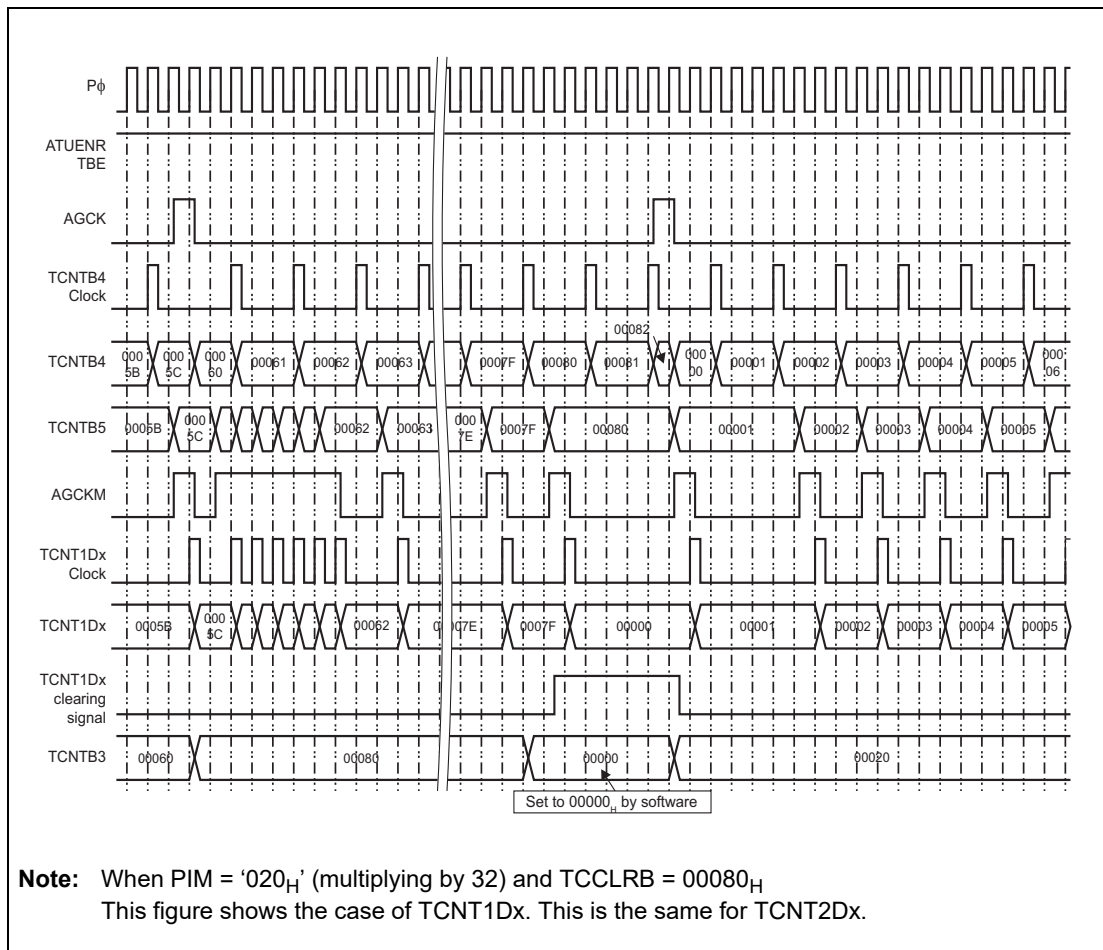 Pϕ
ATUENR
TBE
AGCK
TCNTB4
Clock
00082
TCNTB4 000 5B 000 5C 000 60 00061 00062 00063 0007F 00080 00081 000 00 00001 00002 00003 00004 00005 000 06
TCNTB5 0005B 000 5C 00062 00063 000 7E 0007F 00080 00001 00002 00003 00004 00005
AGCKM
TCNT1Dx
Clock
TCNT1Dx 0005B 000 5C 00062 0007E 0007F 00000 00001 00002 00003 00004 00005
TCNT1Dx
clearing
signal
TCNTB3 00060 00080 00000 00020
Set to 00000H by software
Note: When PIM = ‘020H’ (multiplying by 32) and TCCLRB = 00080H
This figure shows the case of TCNT1Dx. This is the same for TCNT2Dx.